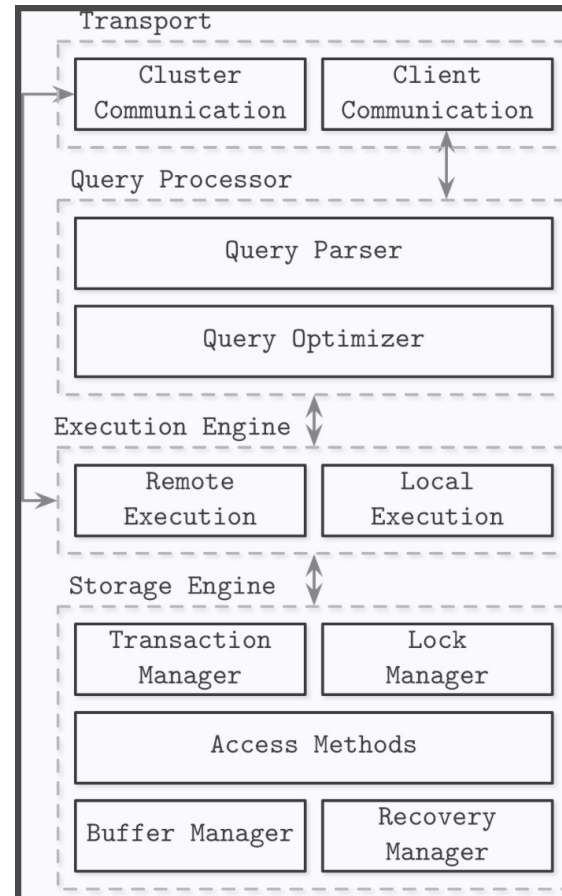 Transport
Cluster
Communication
Client
Communication
Query Processor
Query Parser
Query Optimizer
Execution Engine
Remote
Execution
Local
Execution
Storage Engine
Transaction
Manager
Lock
Manager
Access Methods
Buffer Manager
Recovery
Manager